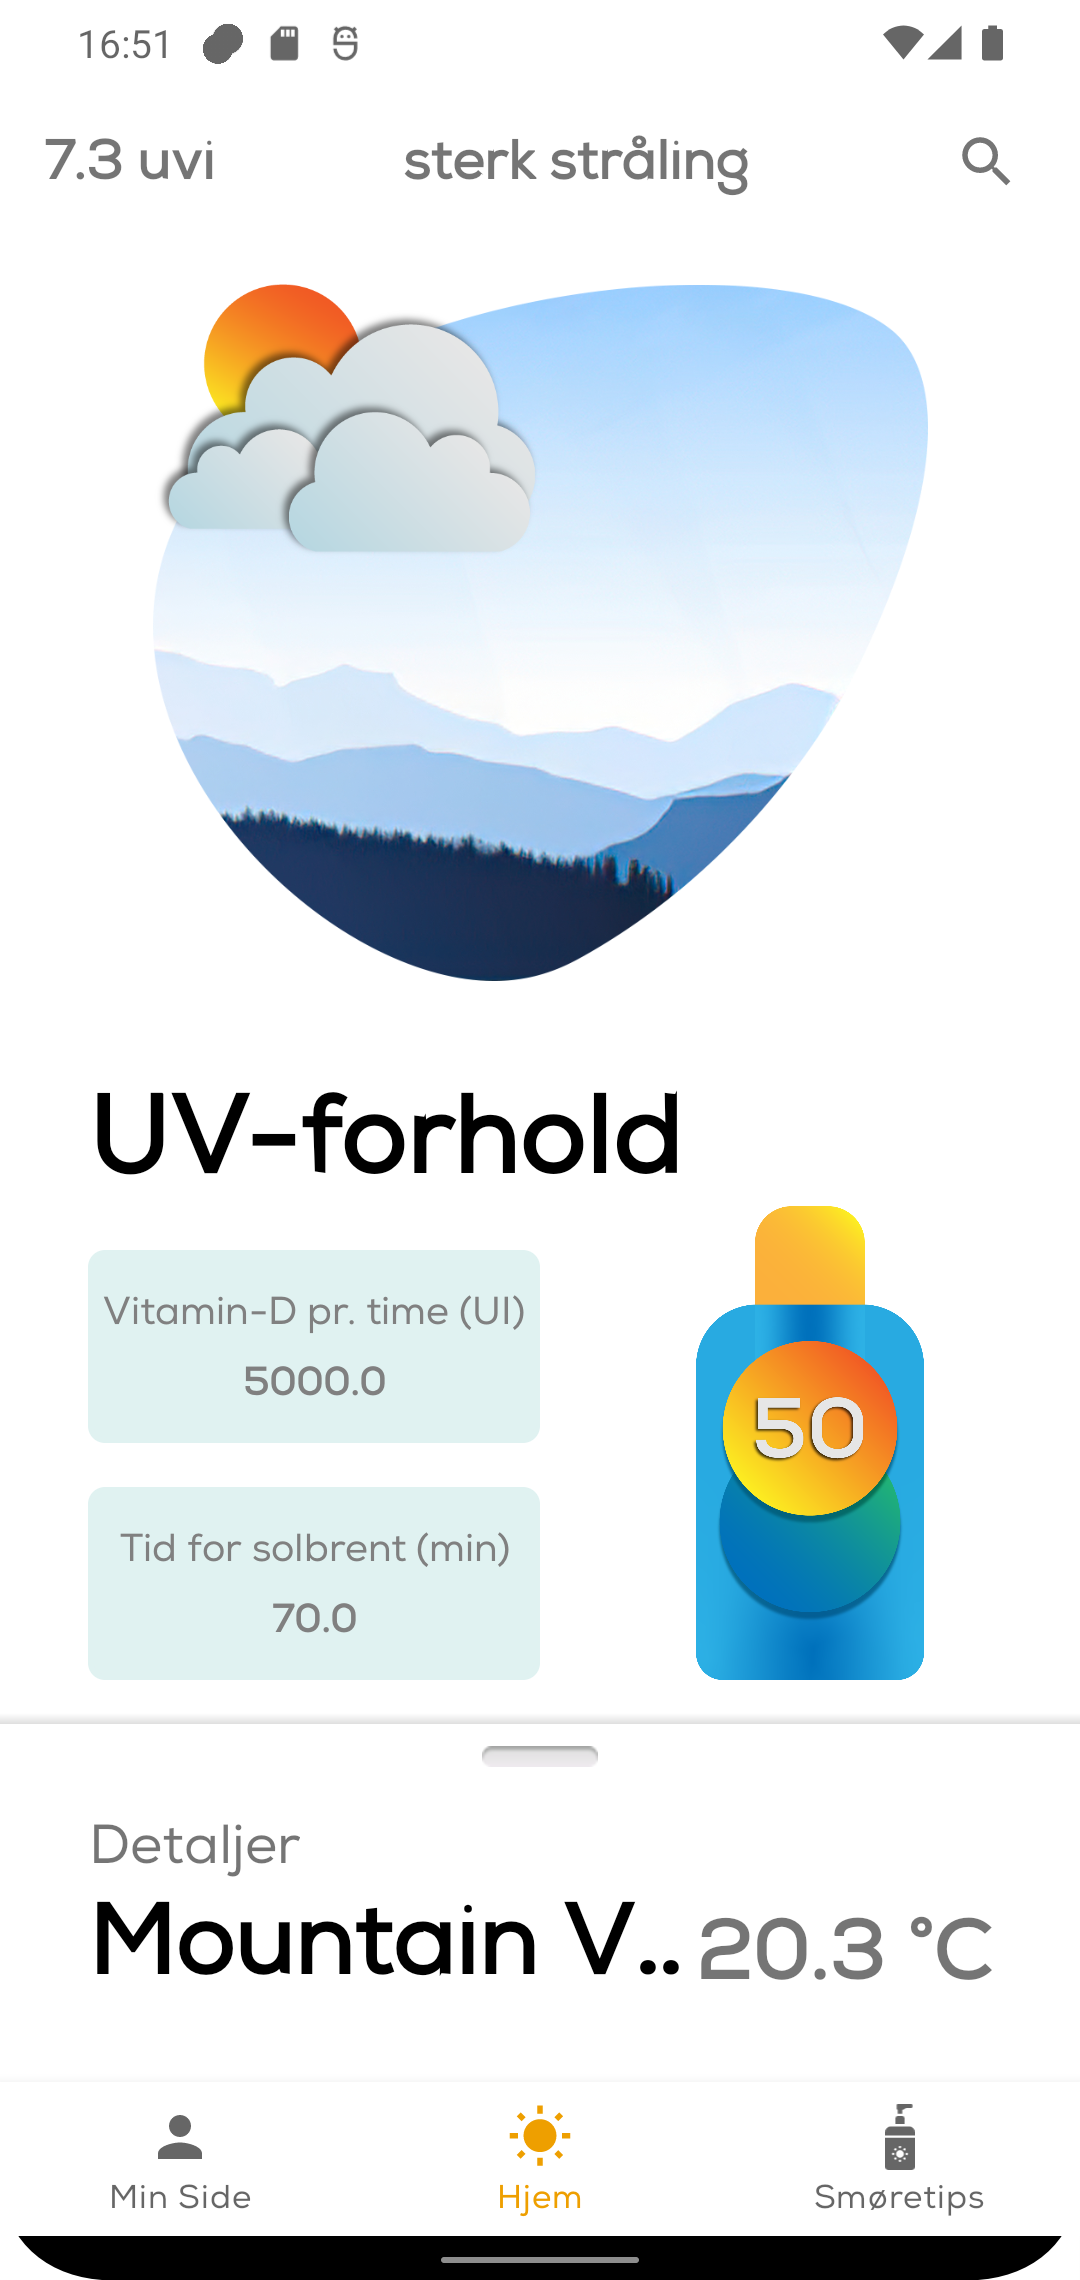 16:51
7.3 uvi sterk stråling
UV-forhold
Vitamin-D pr. time (UI)
5000.0
50
Tid for solbrent (min)
70.0
Detaljer
Mountain V.. 20.3 °C
Min Side Hjem Smøretips